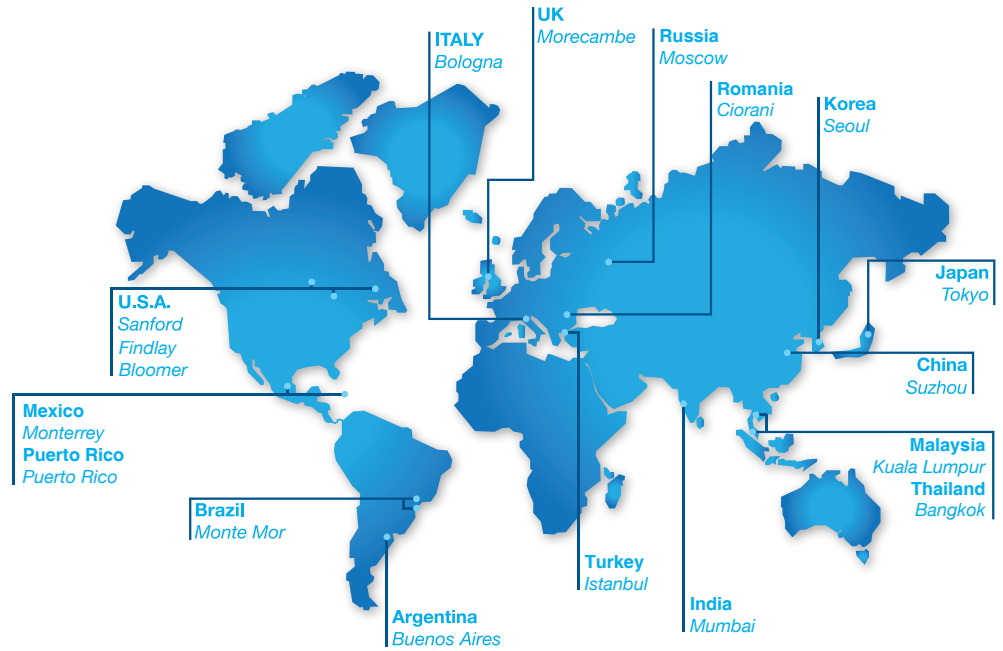 UK
Morecambe
ITALY
Bologna
Russia
Moscow
Romania
Ciorani
Korea
Seoul
Japan
Tokyo
U.S.A.
Sanford
Findlay
Bloomer
China
Suzhou
Mexico
Monterrey
Puerto Rico
Puerto Rico
Malaysia
Kuala Lumpur
Thailand
Bangkok
Brazil
Monte Mor
Turkey
Istanbul
India
Mumbai
Argentina
Buenos Aires